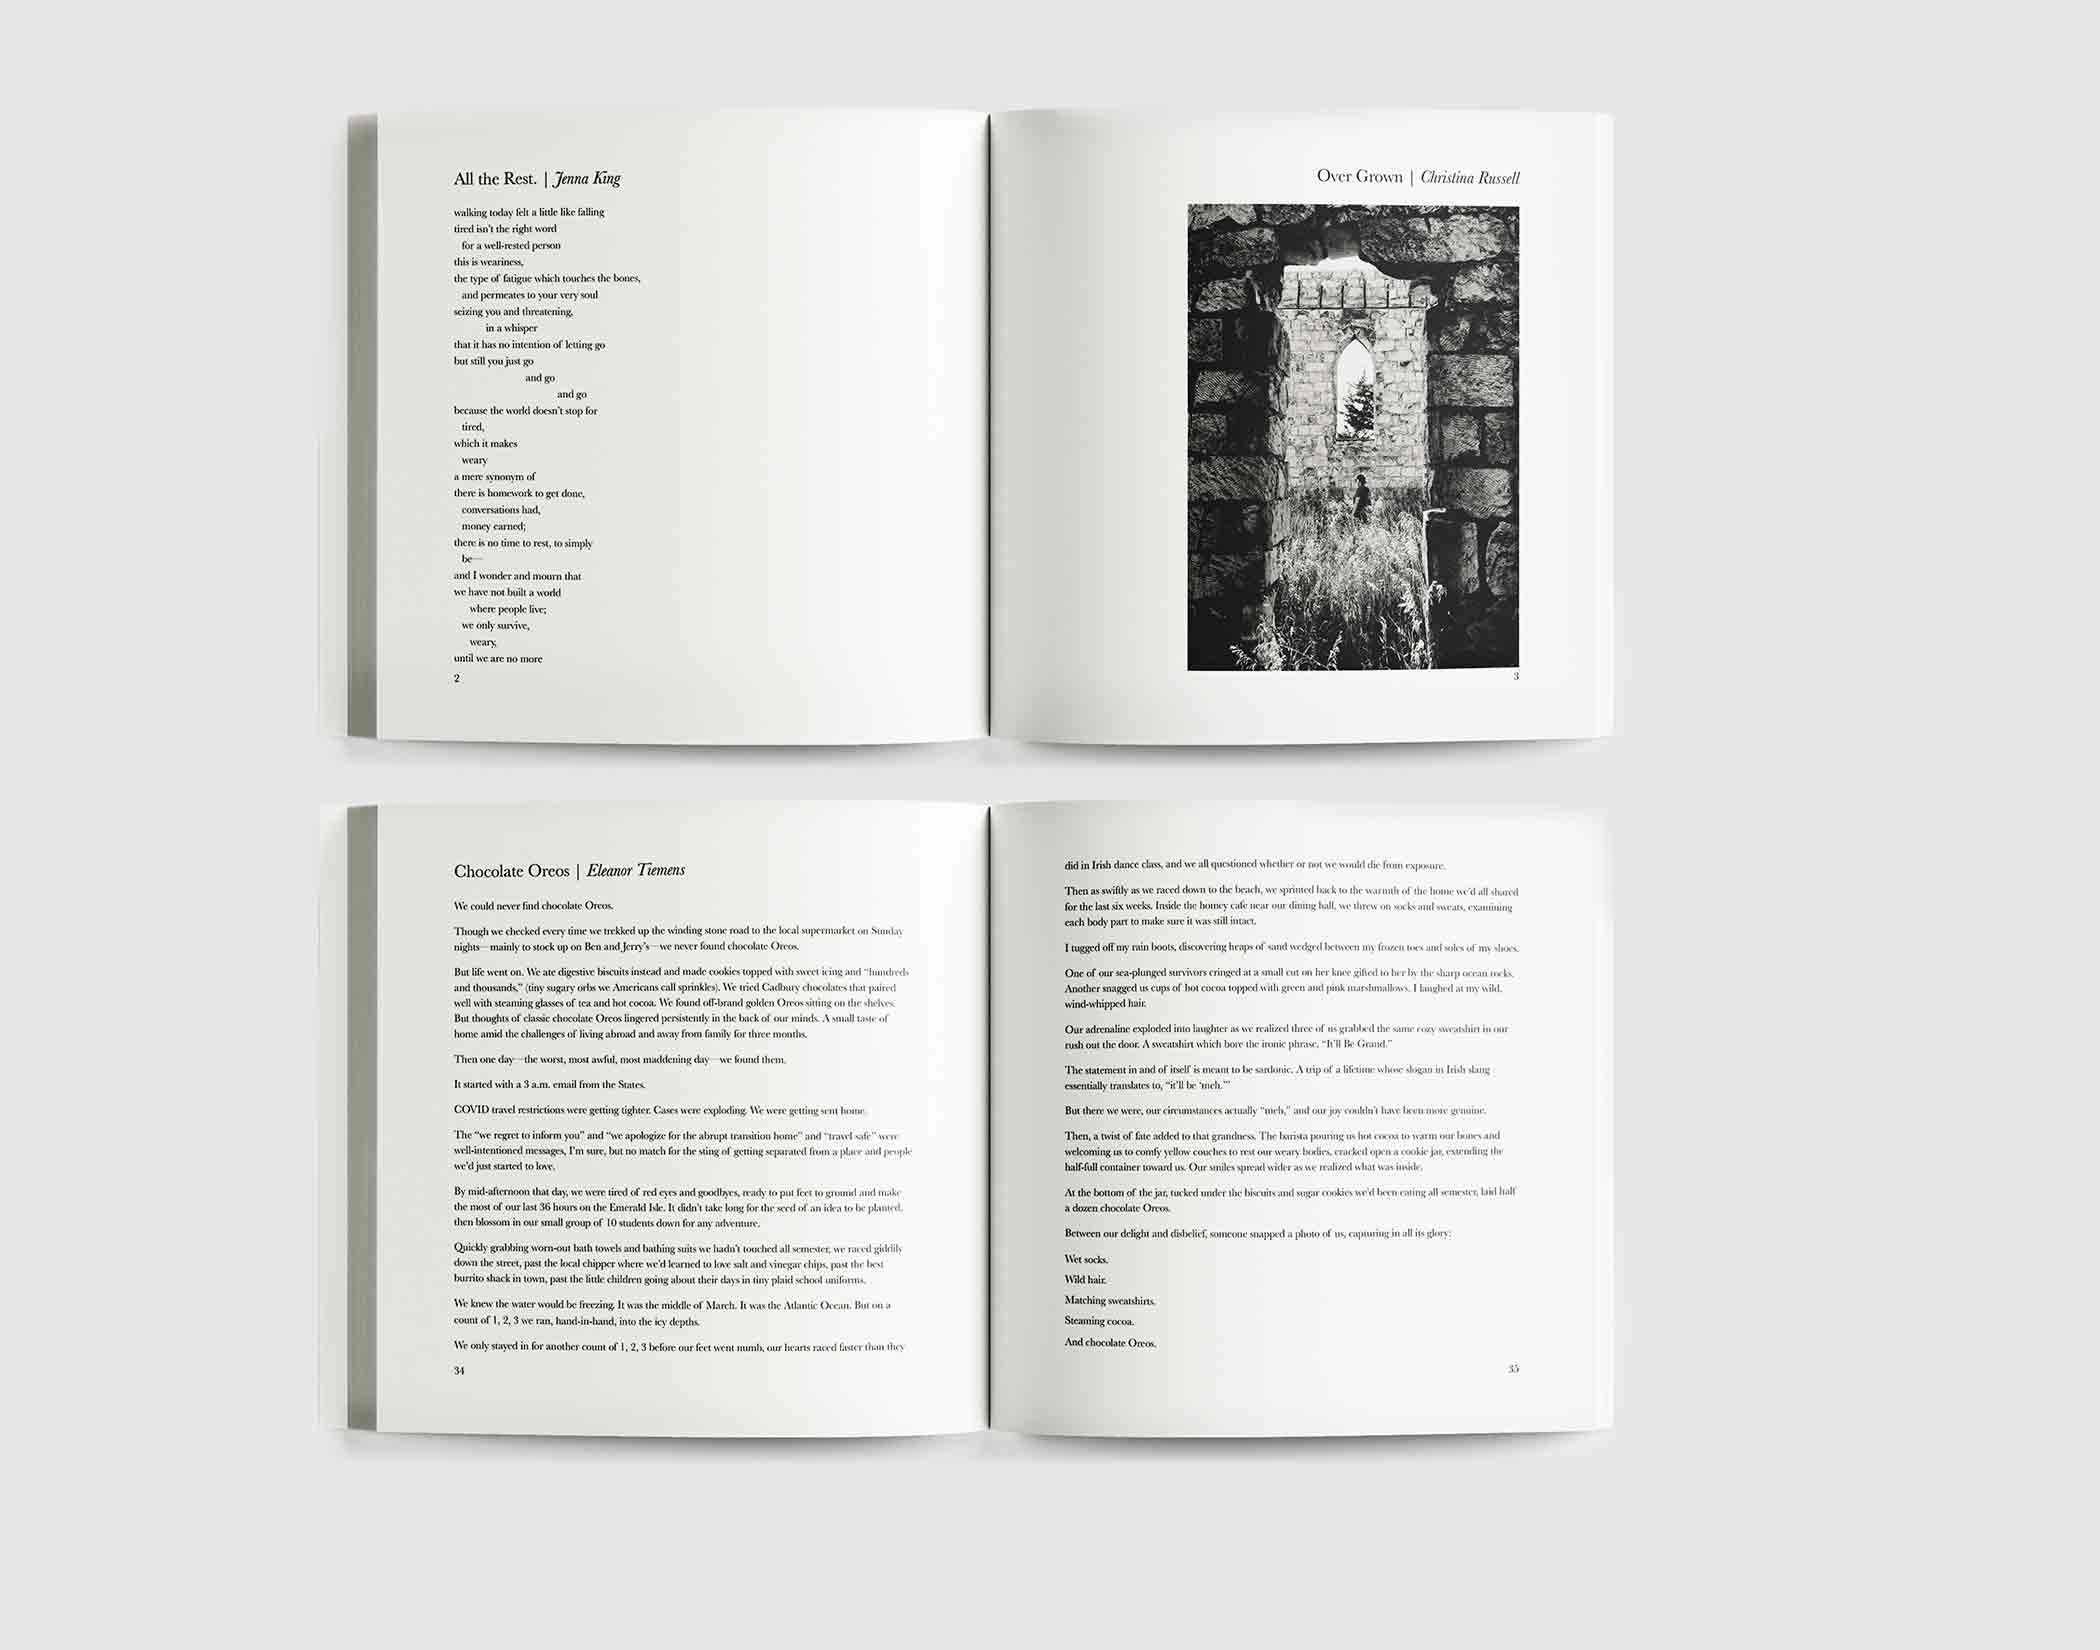 All the Rest. | Jenna King
walking today felt a little like falling
tired isn't the right word
for a well-rested person
this is weariness,
the type of fatigue which touches the bones,
and permeates to your very soul
seizing you and threatening,
in a whisper
that it has no intention of letting go
but still you just go
and go
and go
because the world doesn't stop for
tired,
which it makes
weary
a mere synonym of
there is homework to get done,
conversations had,
money earned;
there is no time to rest, to simply
be—
and I wonder and mourn that
we have not built a world
where people live;
we only survive,
weary,
until we are no more
2
Over Grown | Christina Russell
3
Chocolate Oreos | Eleanor Tiemens
We could never find chocolate Oreos.
Though we checked every time we trekked up the winding stone road to the local supermarket on Sunday
nights—mainly to stock up on Ben and Jerry's—we never found chocolate Oreos.
But life went on. We ate digestive biscuits instead and made cookies topped with sweet icing and "hundreds
and thousands," (tiny sugary orbs we Americans call sprinkles). We tried Cadbury chocolates that paired
well with steaming glasses of tea and hot cocoa. We found off-brand golden Oreos sitting on the shelves.
But thoughts of classic chocolate Oreos lingered persistently in the back of our minds. A small taste of
home amid the challenges of living abroad and away from family for three months.
Then one day—the worst, most awful, most maddening day—we found them.
It started with a 3 a.m. email from the States.
COVID travel restrictions were getting tighter. Cases were exploding. We were getting sent home.
The "we regret to inform you" and "we apologize for the abrupt transition home" and "travel safe" were
well-intentioned messages, I'm sure, but no match for the sting of getting separated from a place and people
we'd just started to love.
By mid-afternoon that day, we were tired of red eyes and goodbyes, ready to put feet to ground and make
the most of our last 36 hours on the Emerald Isle. It didn't take long for the seed of an idea to be planted,
then blossom in our small group of 10 students down for any adventure.
Quickly grabbing worn-out bath towels and bathing suits we hadn't touched all semester, we raced giddily
down the street, past the local chipper where we'd learned to love salt and vinegar chips, past the best
burrito shack in town, past the little children going about their days in tiny plaid school uniforms.
We knew the water would be freezing. It was the middle of March. It was the Atlantic Ocean. But on a
count of 1, 2, 3 we ran, hand-in-hand, into the icy depths.
We only stayed in for another count of 1, 2, 3 before our feet went numb, our hearts raced faster than they
34
did in Irish dance class, and we all questioned whether or not we would die from exposure.
Then as swiftly as we raced down to the beach, we sprinted back to the warmth of the home we'd all shared
for the last six weeks. Inside the homey cafe near our dining hall, we threw on socks and sweats, examining
each body part to make sure it was still intact.
I tugged off my rain boots, discovering heaps of sand wedged between my frozen toes and soles of my shoes.
One of our sea-plunged survivors cringed at a small cut on her knee gifted to her by the sharp ocean rocks.
Another snagged us cups of hot cocoa topped with green and pink marshmallows. I laughed at my wild,
wind-whipped hair.
Our adrenaline exploded into laughter as we realized three of us grabbed the same cozy sweatshirt in our
rush out the door. A sweatshirt which bore the ironic phrase, "It'll Be Grand."
The statement in and of itself is meant to be sardonic. A trip of a lifetime whose slogan in Irish slang
essentially translates to, "it'll be 'meh.'"
But there we were, our circumstances actually "meh," and our joy couldn't have been more genuine.
Then, a twist of fate added to that grandness. The barista pouring us hot cocoa to warm our bones and
welcoming us to comfy yellow couches to rest our weary bodies, cracked open a cookie jar, extending the
half-full container toward us. Our smiles spread wider as we realized what was inside.
At the bottom of the jar, tucked under the biscuits and sugar cookies we'd been eating all semester, laid half
a dozen chocolate Oreos.
Between our delight and disbelief, someone snapped a photo of us, capturing in all its glory:
Wet socks.
Wild hair.
Matching sweatshirts.
Steaming cocoa.
And chocolate Oreos.
35